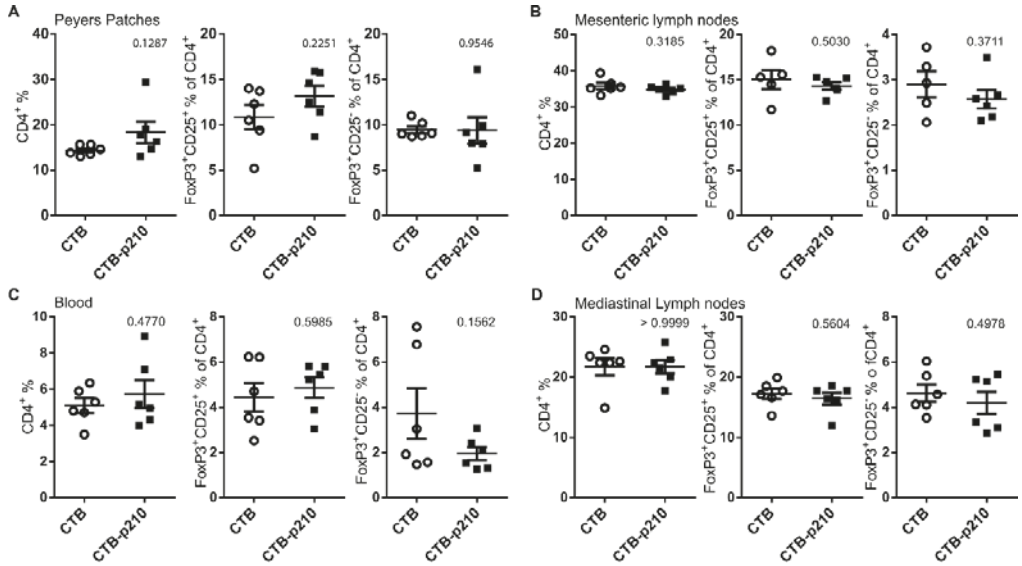 A
Peyers Patches
0.1287
CD4⁺ %
40
30
20
10
0
CTB
CTB-p210
0.2251
FoxP3⁺CD25⁺ % of CD4⁺
20
15
10
5
0
CTB
CTB-p210
0.9546
FoxP3⁺CD25⁻ % of CD4⁺
20
15
10
5
0
CTB
CTB-p210
B
Mesenteric lymph nodes
0.3185
CD4⁺ %
50
40
30
20
10
0
CTB
CTB-p210
0.5030
FoxP3⁺CD25⁺ % of CD4⁺
20
15
10
5
0
CTB
CTB-p210
0.3711
FoxP3⁺CD25⁻ % of CD4⁺
4
3
2
1
0
CTB
CTB-p210
C
Blood
0.4770
CD4⁺ %
10
8
6
4
2
0
CTB
CTB-p210
0.5985
FoxP3⁺CD25⁺ % of CD4⁺
8
6
4
2
0
CTB
CTB-p210
0.1562
FoxP3⁺CD25⁻ % of CD4⁺
8
6
4
2
0
CTB
CTB-p210
D
Mediastinal Lymph nodes
> 0.9999
CD4⁺%
30
20
10
0
CTB
CTB-p210
0.5604
FoxP3⁺CD25⁺ % of CD4⁺
30
20
10
0
CTB
CTB-p210
0.4978
FoxP3⁺CD25⁻ % o fCD4⁺
8
6
4
2
0
CTB
CTB-p210